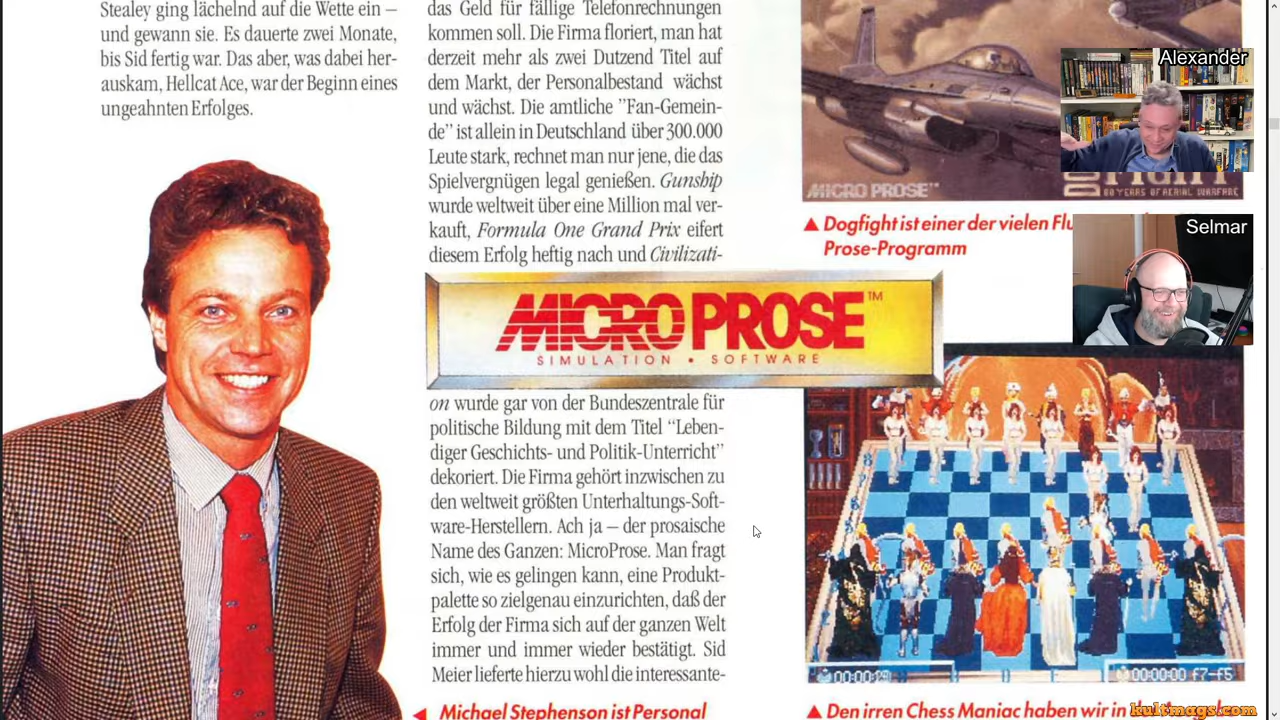 Stealey ging lächelnd auf die Wette ein –
und gewann sie. Es dauerte zwei Monate,
bis Sid fertig war. Das aber, was dabei her-
auskam, Hellcat Ace, war der Beginn eines
ungeahnten Erfolges.
das Geld für fällige Telefonrechnungen
kommen soll. Die Firma floriert, man hat
derzeit mehr als zwei Dutzend Titel auf
dem Markt, der Personalbestand wächst
und wächst. Die amtliche ”Fan-Gemein-
de” ist allein in Deutschland über 300.000
Leute stark, rechnet man nur jene, die das
Spielvergnügen legal genießen. Gunship
wurde weltweit über eine Million mal ver-
kauft, Formula One Grand Prix eifert
diesem Erfolg heftig nach und Civilizati-
MICRO PROSE™
SIMULATION • SOFTWARE
on wurde gar von der Bundeszentrale für
politische Bildung mit dem Titel “Leben-
diger Geschichts- und Politik-Unterricht”
dekoriert. Die Firma gehört inzwischen zu
den weltweit größten Unterhaltungs-Soft-
ware-Herstellern. Ach ja – der prosaische
Name des Ganzen: MicroProse. Man fragt
sich, wie es gelingen kann, eine Produkt-
palette so zielgenau einzurichten, daß der
Erfolg der Firma sich auf der ganzen Welt
immer und immer wieder bestätigt. Sid
Meier lieferte hierzu wohl die interessante-
◄ Michael Stephenson ist Personal
MICRO PROSE™
80 YEARS OF AERIAL WARFARE
▲ Dogfight ist einer der vielen Flu
Prose-Programm
Alexander
Selmar
f7-f5
▲ Den irren Chess Maniac haben wir in
kultmags.com